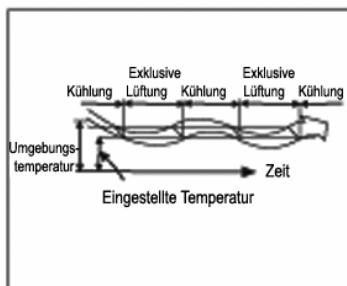 Exklusive Exklusive
Kühlung Lüftung Kühlung Lüftung Kühlung
Umgebungs-
temperatur
Zeit
Eingestellte Temperatur